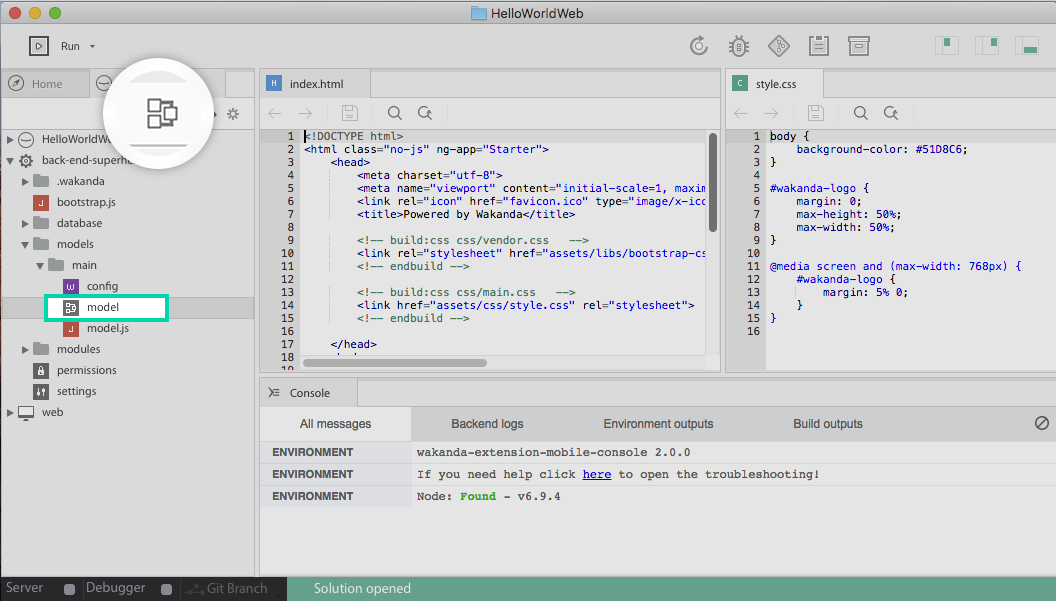 HelloWorldWeb
Run
Home
HelloWorldW
back-end-superh
.wakanda
bootstrap.js
database
models
main
config
model
model.js
modules
permissions
settings
web
index.html
1 <!DOCTYPE html>
2 <html class="no-js" ng-app="Starter">
3 <head>
4 <meta charset="utf-8">
5 <meta name="viewport" content="initial-scale=1, maxim
6 <link rel="icon" href="favicon.ico" type="image/x-ico
7 <title>Powered by Wakanda</title>
8
9 <!-- build:css css/vendor.css -->
10 <link rel="stylesheet" href="assets/libs/bootstrap-cs
11 <!-- endbuild -->
12
13 <!-- build:css css/main.css -->
14 <link href="assets/css/style.css" rel="stylesheet">
15 <!-- endbuild -->
16
17 </head>
18
19
style.css
1 body {
2 background-color: #51D8C6;
3 }
4
5 #wakanda-logo {
6 margin: 0;
7 max-height: 50%;
8 max-width: 50%;
9 }
10
11 @media screen and (max-width: 768px) {
12 #wakanda-logo {
13 margin: 5% 0;
14 }
15 }
16
Console
All messages Backend logs Environment outputs Build outputs
ENVIRONMENT wakanda-extension-mobile-console 2.0.0
ENVIRONMENT If you need help click here to open the troubleshooting!
ENVIRONMENT Node: Found - v6.9.4
Server Debugger Git Branch Solution opened